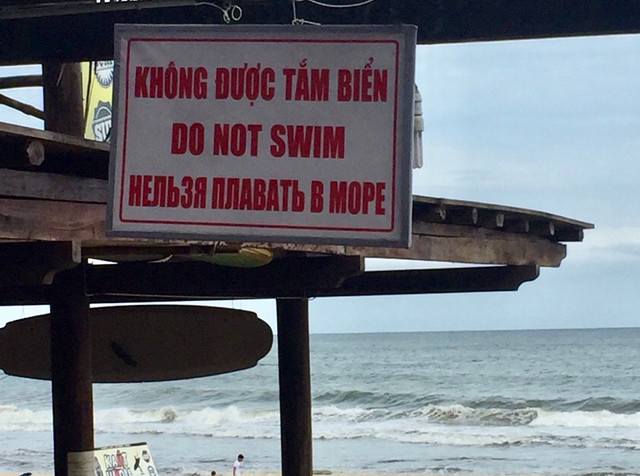 KHÔNG ĐƯỢC TẮM BIỂN
DO NOT SWIM
НЕЛЬЗЯ ПЛАВАТЬ В МОРЕ